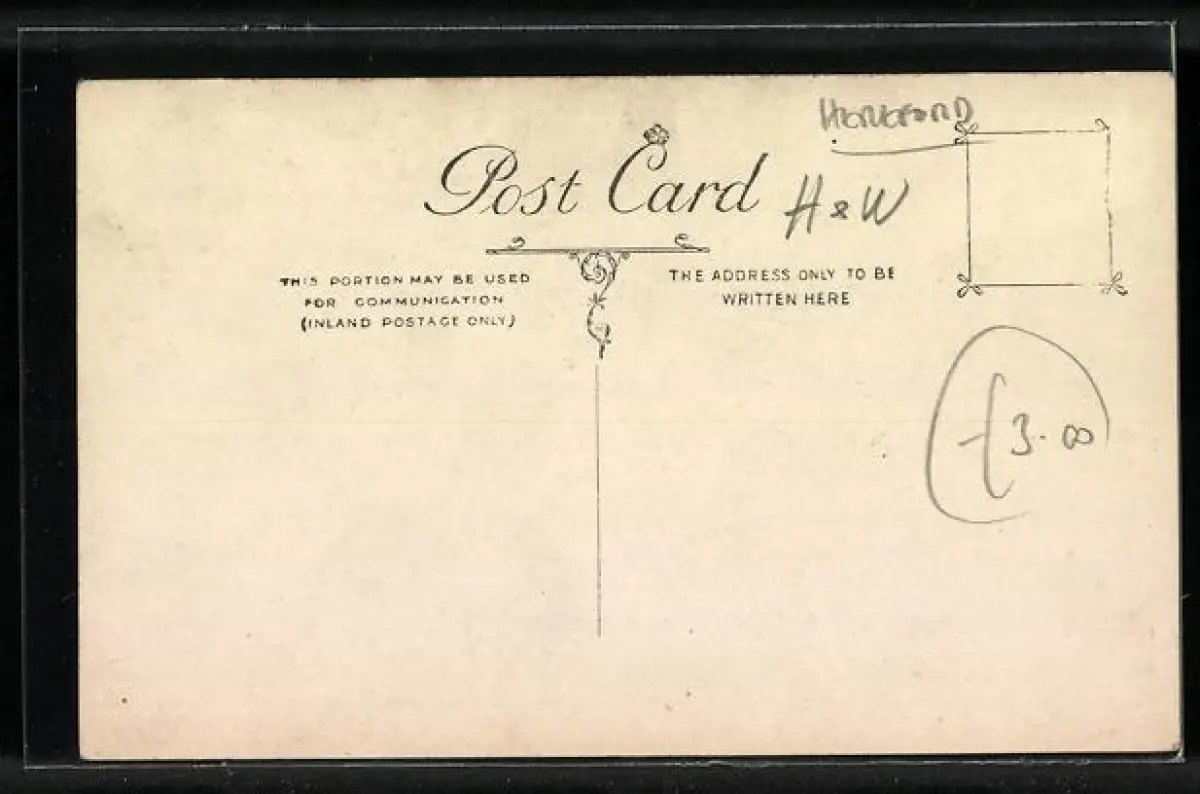 HEREFORD
Post Card
H & W
THIS PORTION MAY BE USED
FOR COMMUNICATION
(INLAND POSTAGE ONLY)
THE ADDRESS ONLY TO BE
WRITTEN HERE
£3.00